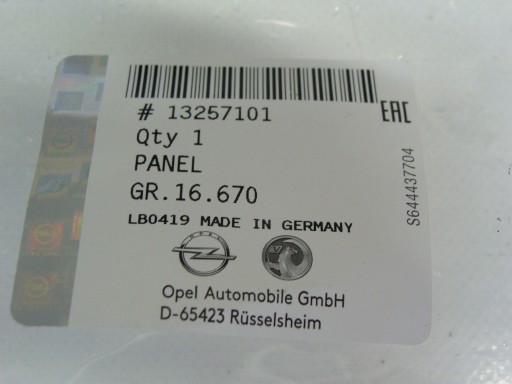 # 13257101
EAC
Qty 1
PANEL
GR.16.670
LB0419 MADE IN GERMANY
Opel Automobile GmbH
D-65423 Rüsselsheim
S644437704